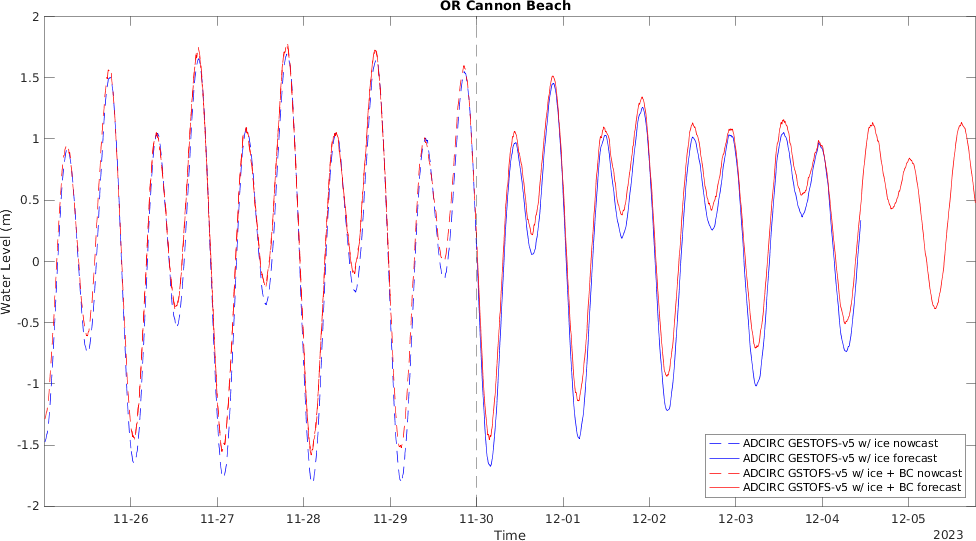 OR Cannon Beach
2
1.5
1
0.5
0
-0.5
-1
-1.5
-2
Water Level (m)
11-26 11-27 11-28 11-29 11-30 12-01 12-02 12-03 12-04 12-05
Time
2023
ADCIRC GESTOFS-v5 w/ ice nowcast
ADCIRC GESTOFS-v5 w/ ice forecast
ADCIRC GSTOFS-v5 w/ ice + BC nowcast
ADCIRC GSTOFS-v5 w/ ice + BC forecast